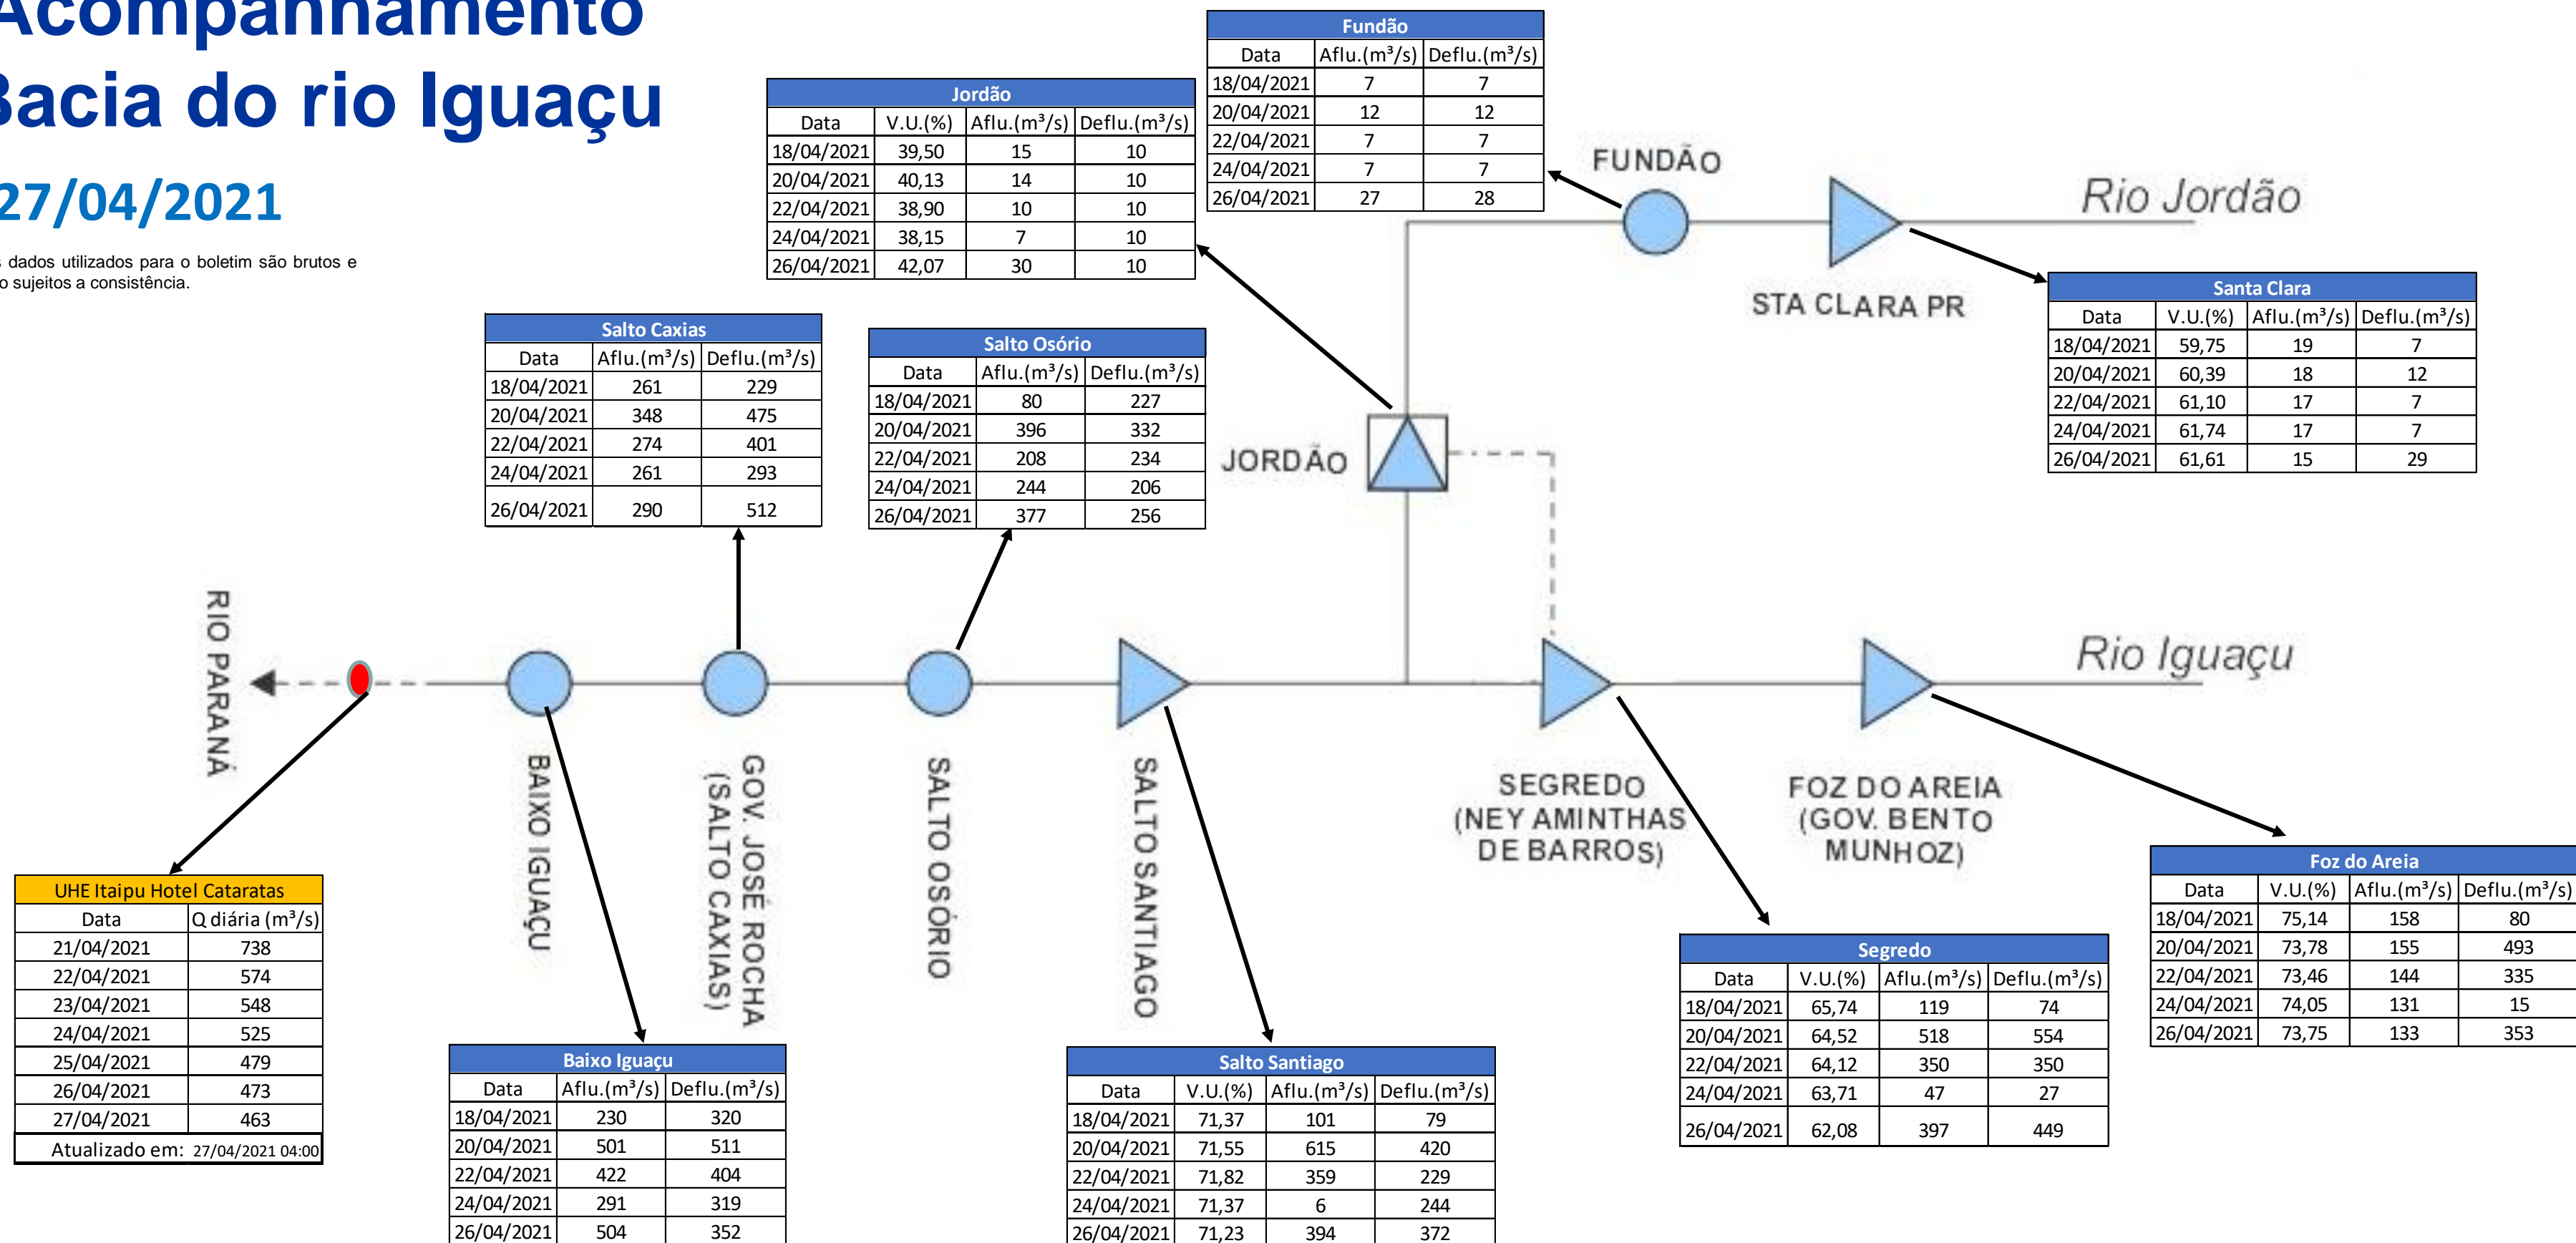 Acompanhamento
Bacia do rio Iguaçu
27/04/2021
s dados utilizados para o boletim são brutos e
o sujeitos a consistência.
Fundão
Data Aflu.(m³/s) Deflu.(m³/s)
18/04/2021 7 7
20/04/2021 12 12
22/04/2021 7 7
24/04/2021 7 7
26/04/2021 27 28
Jordão
Data V.U.(%) Aflu.(m³/s) Deflu.(m³/s)
18/04/2021 39,50 15 10
20/04/2021 40,13 14 10
22/04/2021 38,90 10 10
24/04/2021 38,15 7 10
26/04/2021 42,07 30 10
FUNDÃO
Rio Jordão
STA CLARA PR
Santa Clara
Data V.U.(%) Aflu.(m³/s) Deflu.(m³/s)
18/04/2021 59,75 19 7
20/04/2021 60,39 18 12
22/04/2021 61,10 17 7
24/04/2021 61,74 17 7
26/04/2021 61,61 15 29
Salto Caxias
Data Aflu.(m³/s) Deflu.(m³/s)
18/04/2021 261 229
20/04/2021 348 475
22/04/2021 274 401
24/04/2021 261 293
26/04/2021 290 512
Salto Osório
Data Aflu.(m³/s) Deflu.(m³/s)
18/04/2021 80 227
20/04/2021 396 332
22/04/2021 208 234
24/04/2021 244 206
26/04/2021 377 256
JORDÃO
RIO PARANÁ
Rio Iguaçu
BAIXO IGUAÇU
GOV. JOSÉ ROCHA
(SALTO CAXIAS)
SALTO OSÓRIO
SALTO SANTIAGO
SEGREDO
(NEY AMINTHAS
DE BARROS)
FOZ DO AREIA
(GOV. BENTO
MUNHOZ)
UHE Itaipu Hotel Cataratas
Data Q diária (m³/s)
21/04/2021 738
22/04/2021 574
23/04/2021 548
24/04/2021 525
25/04/2021 479
26/04/2021 473
27/04/2021 463
Atualizado em: 27/04/2021 04:00
Baixo Iguaçu
Data Aflu.(m³/s) Deflu.(m³/s)
18/04/2021 230 320
20/04/2021 501 511
22/04/2021 422 404
24/04/2021 291 319
26/04/2021 504 352
Salto Santiago
Data V.U.(%) Aflu.(m³/s) Deflu.(m³/s)
18/04/2021 71,37 101 79
20/04/2021 71,55 615 420
22/04/2021 71,82 359 229
24/04/2021 71,37 6 244
26/04/2021 71,23 394 372
Segredo
Data V.U.(%) Aflu.(m³/s) Deflu.(m³/s)
18/04/2021 65,74 119 74
20/04/2021 64,52 518 554
22/04/2021 64,12 350 350
24/04/2021 63,71 47 27
26/04/2021 62,08 397 449
Foz do Areia
Data V.U.(%) Aflu.(m³/s) Deflu.(m³/s)
18/04/2021 75,14 158 80
20/04/2021 73,78 155 493
22/04/2021 73,46 144 335
24/04/2021 74,05 131 15
26/04/2021 73,75 133 353